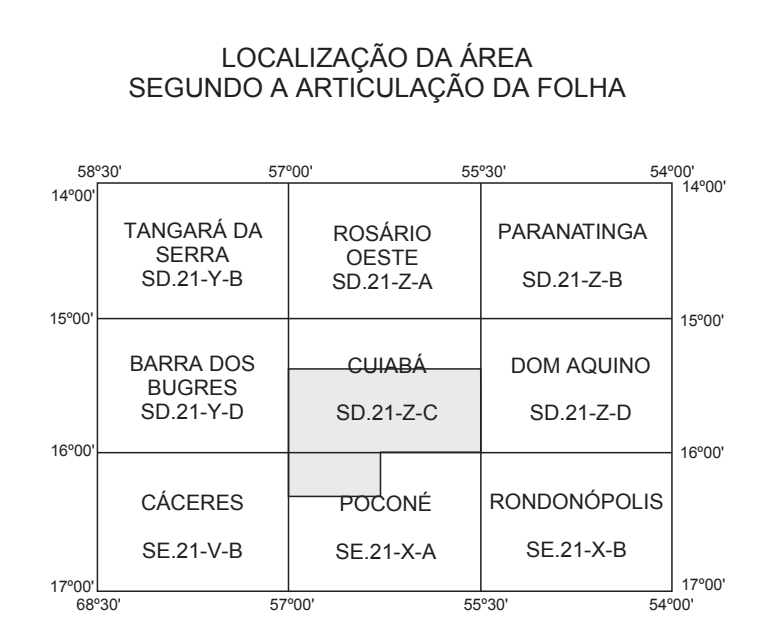 LOCALIZAÇÃO DA ÁREA
SEGUNDO A ARTICULAÇÃO DA FOLHA
58º30'
57º00'
55º30'
54º00'
14º00'
14º00'
TANGARÁ DA
SERRA
SD.21-Y-B
ROSÁRIO
OESTE
SD.21-Z-A
PARANATINGA
SD.21-Z-B
15º00'
15º00'
BARRA DOS
BUGRES
SD.21-Y-D
CUIABÁ
SD.21-Z-C
DOM AQUINO
SD.21-Z-D
16º00'
16º00'
CÁCERES
SE.21-V-B
POCONÉ
SE.21-X-A
RONDONÓPOLIS
SE.21-X-B
17º00'
17º00'
68º30'
57º00'
55º30'
54º00'